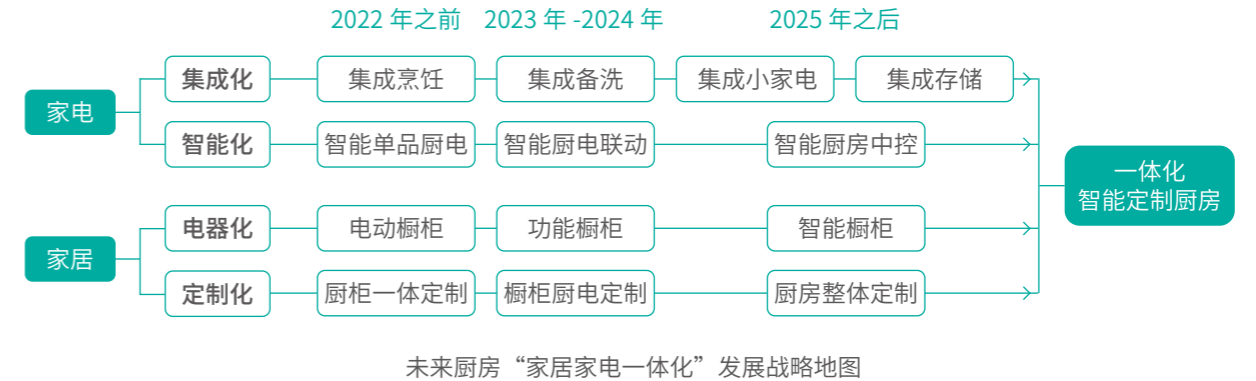 2022 年之前 2023 年 -2024 年 2025 年之后
集成化 集成烹饪 集成备洗 集成小家电 集成存储
家电
智能化 智能单品厨电 智能厨电联动 智能厨房中控
一体化
智能定制厨房
电器化 电动橱柜 功能橱柜 智能橱柜
家居
定制化 厨柜一体定制 橱柜厨电定制 厨房整体定制
未来厨房“家居家电一体化”发展战略地图